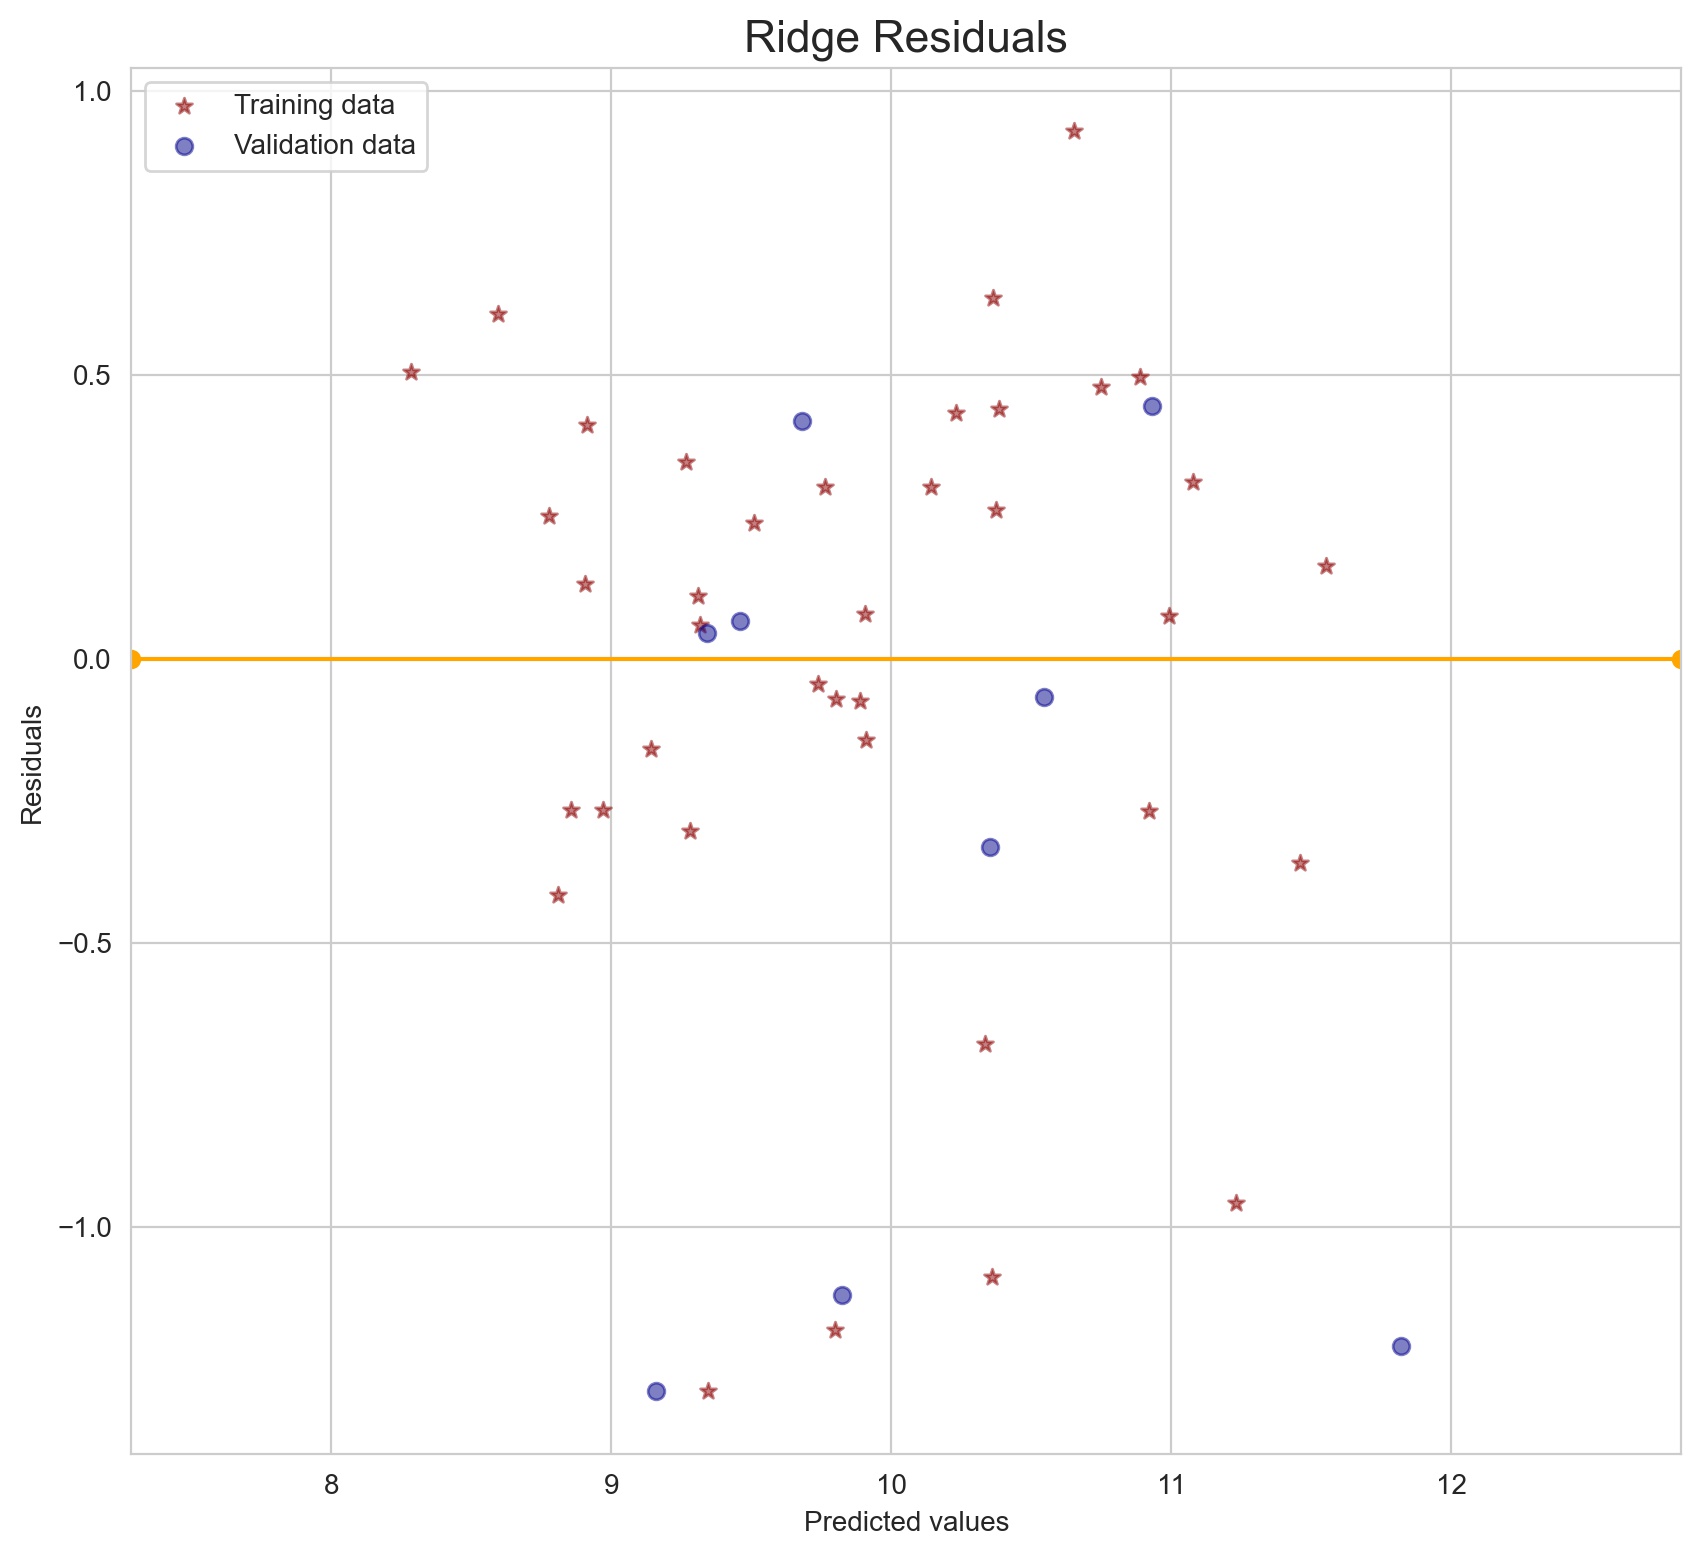 Ridge Residuals
Training data
Validation data
1.0
0.5
0.0
−0.5
−1.0
Residuals
8
9
10
11
12
Predicted values